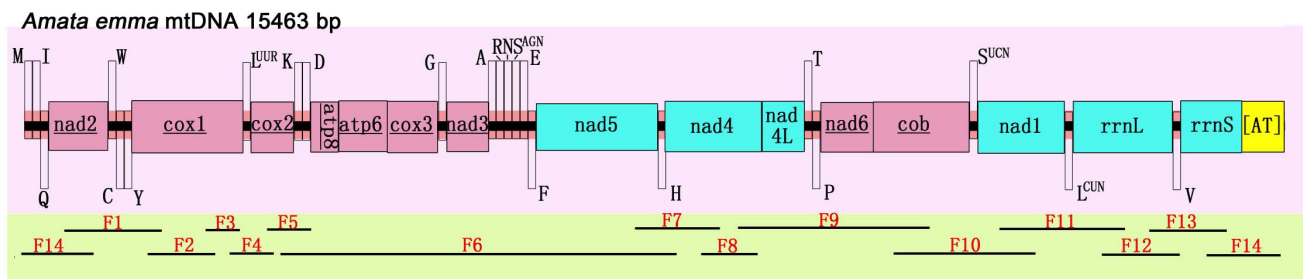 Amata emma mtDNA 15463 bp
M I W L^UUR K D G A R N S^AGN E T S^UCN
nad2 cox1 cox2 atp8 atp6 cox3 nad3 nad5 nad4 nad 4L nad6 cob nad1 rrnL rrnS [AT]
Q C Y F H P L^CUN V
F1 F3 F5 F7 F9 F11 F13
F14 F2 F4 F6 F8 F10 F12 F14